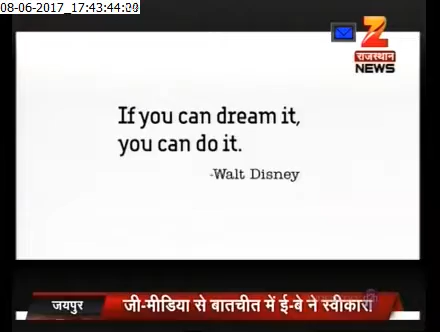 08-06-2017_17:43:44:20
Z
राजस्थान
NEWS
If you can dream it,
you can do it.
-Walt Disney
जयपुर
जी-मीडिया से बातचीत में ई-बे ने स्वीकारा